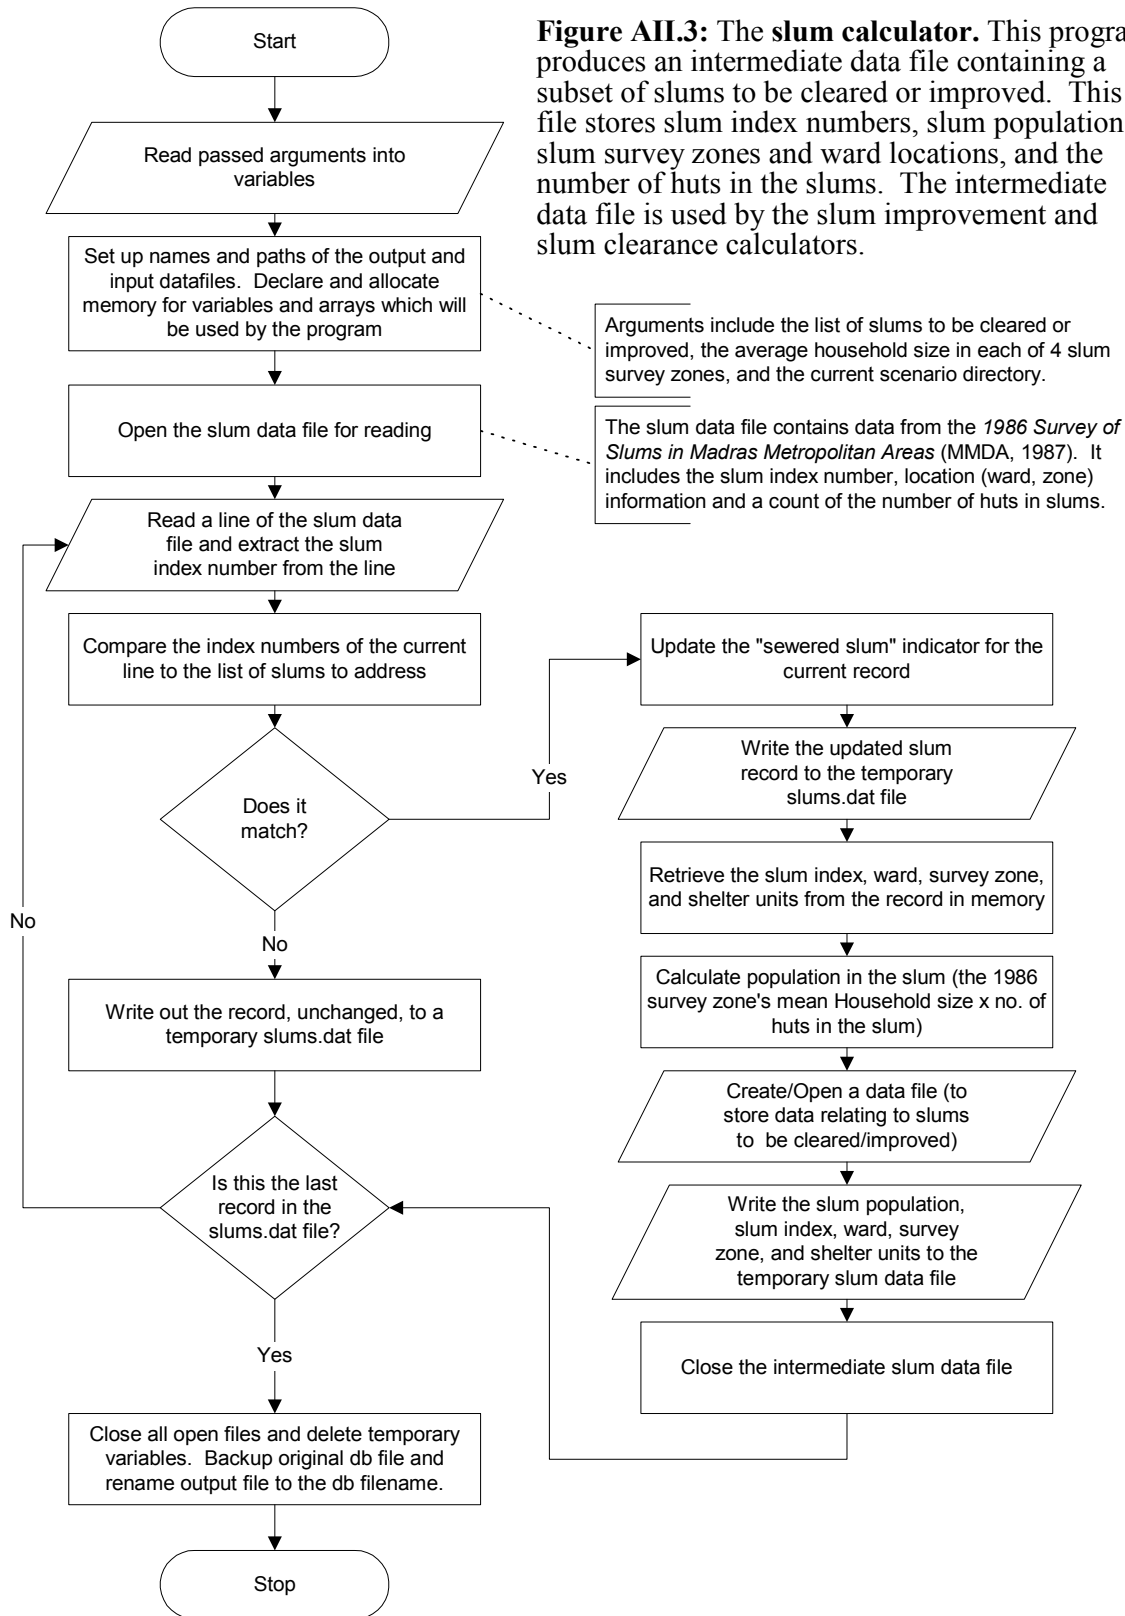 Start
Figure AII.3: The slum calculator. This progra
produces an intermediate data file containing a
subset of slums to be cleared or improved. This
file stores slum index numbers, slum population
slum survey zones and ward locations, and the
number of huts in the slums. The intermediate
data file is used by the slum improvement and
slum clearance calculators.
Read passed arguments into
variables
Set up names and paths of the output and
input datafiles. Declare and allocate
memory for variables and arrays which will
be used by the program
Arguments include the list of slums to be cleared or
improved, the average household size in each of 4 slum
survey zones, and the current scenario directory.
Open the slum data file for reading
The slum data file contains data from the 1986 Survey of
Slums in Madras Metropolitan Areas (MMDA, 1987). It
includes the slum index number, location (ward, zone)
information and a count of the number of huts in slums.
Read a line of the slum data
file and extract the slum
index number from the line
Compare the index numbers of the current
line to the list of slums to address
Does it
match?
Yes
Update the "sewered slum" indicator for the
current record
Write the updated slum
record to the temporary
slums.dat file
Retrieve the slum index, ward, survey zone,
and shelter units from the record in memory
Calculate population in the slum (the 1986
survey zone's mean Household size x no. of
huts in the slum)
Create/Open a data file (to
store data relating to slums
to be cleared/improved)
Write the slum population,
slum index, ward, survey
zone, and shelter units to the
temporary slum data file
Close the intermediate slum data file
No
Write out the record, unchanged, to a
temporary slums.dat file
Is this the last
record in the
slums.dat file?
No
Yes
Close all open files and delete temporary
variables. Backup original db file and
rename output file to the db filename.
Stop